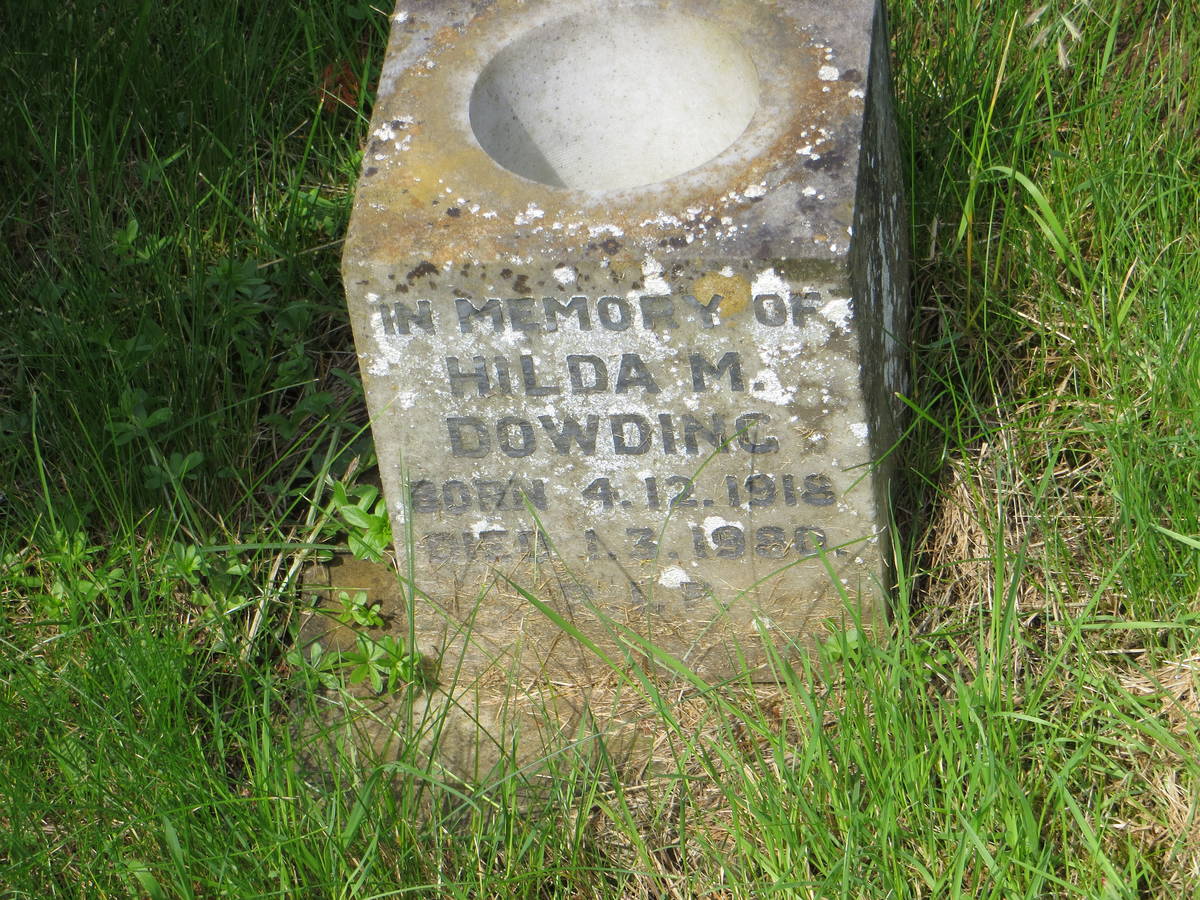 IN MEMORY OF
HILDA M.
DOWDING
BORN 4.12.1918
DIED 1.3.1980.
R.I.P.